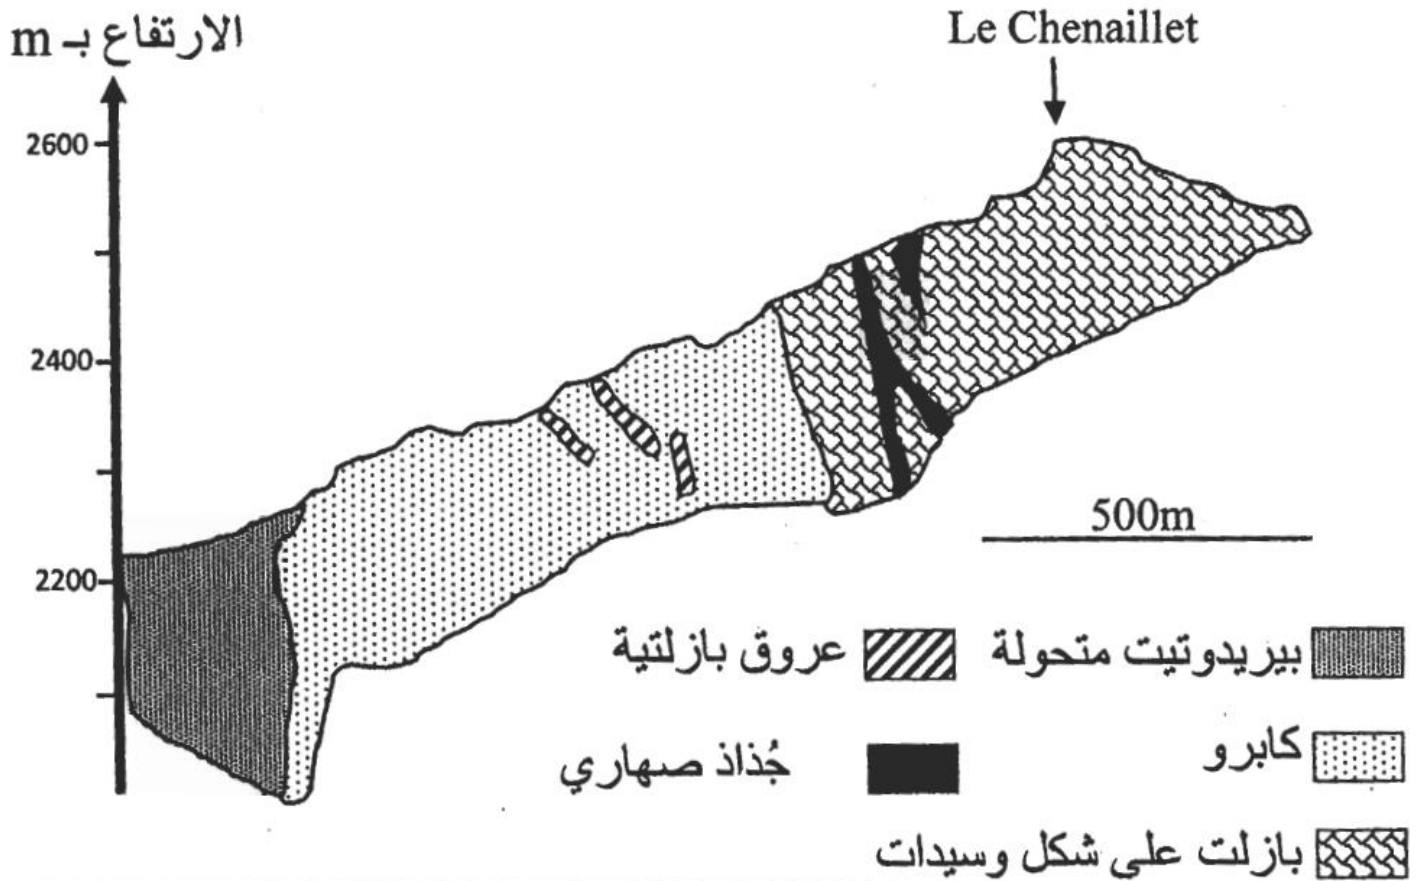 الارتفاع بـ m
Le Chenaillet
2600
2400
2200
500m
بيريدوتيت متحولة
عروق بازلتية
كابرو
جُذاذ صهاري
بازلت على شكل وسيدات